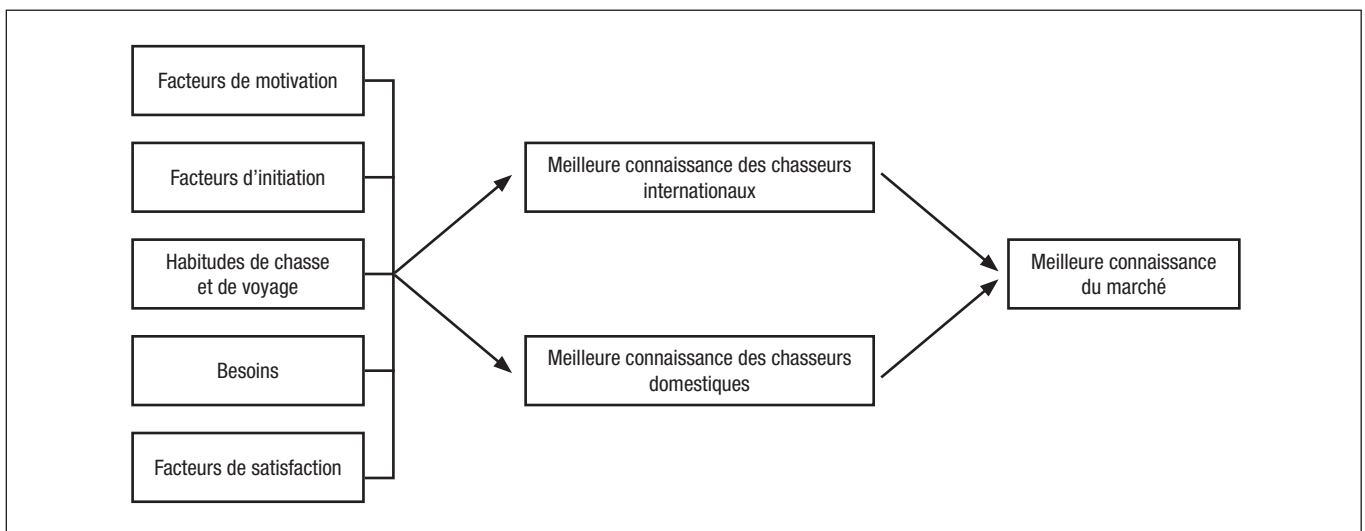 Facteurs de motivation
Facteurs d'initiation
Habitudes de chasse
et de voyage
Besoins
Facteurs de satisfaction
Meilleure connaissance des chasseurs
internationaux
Meilleure connaissance des chasseurs
domestiques
Meilleure connaissance
du marché